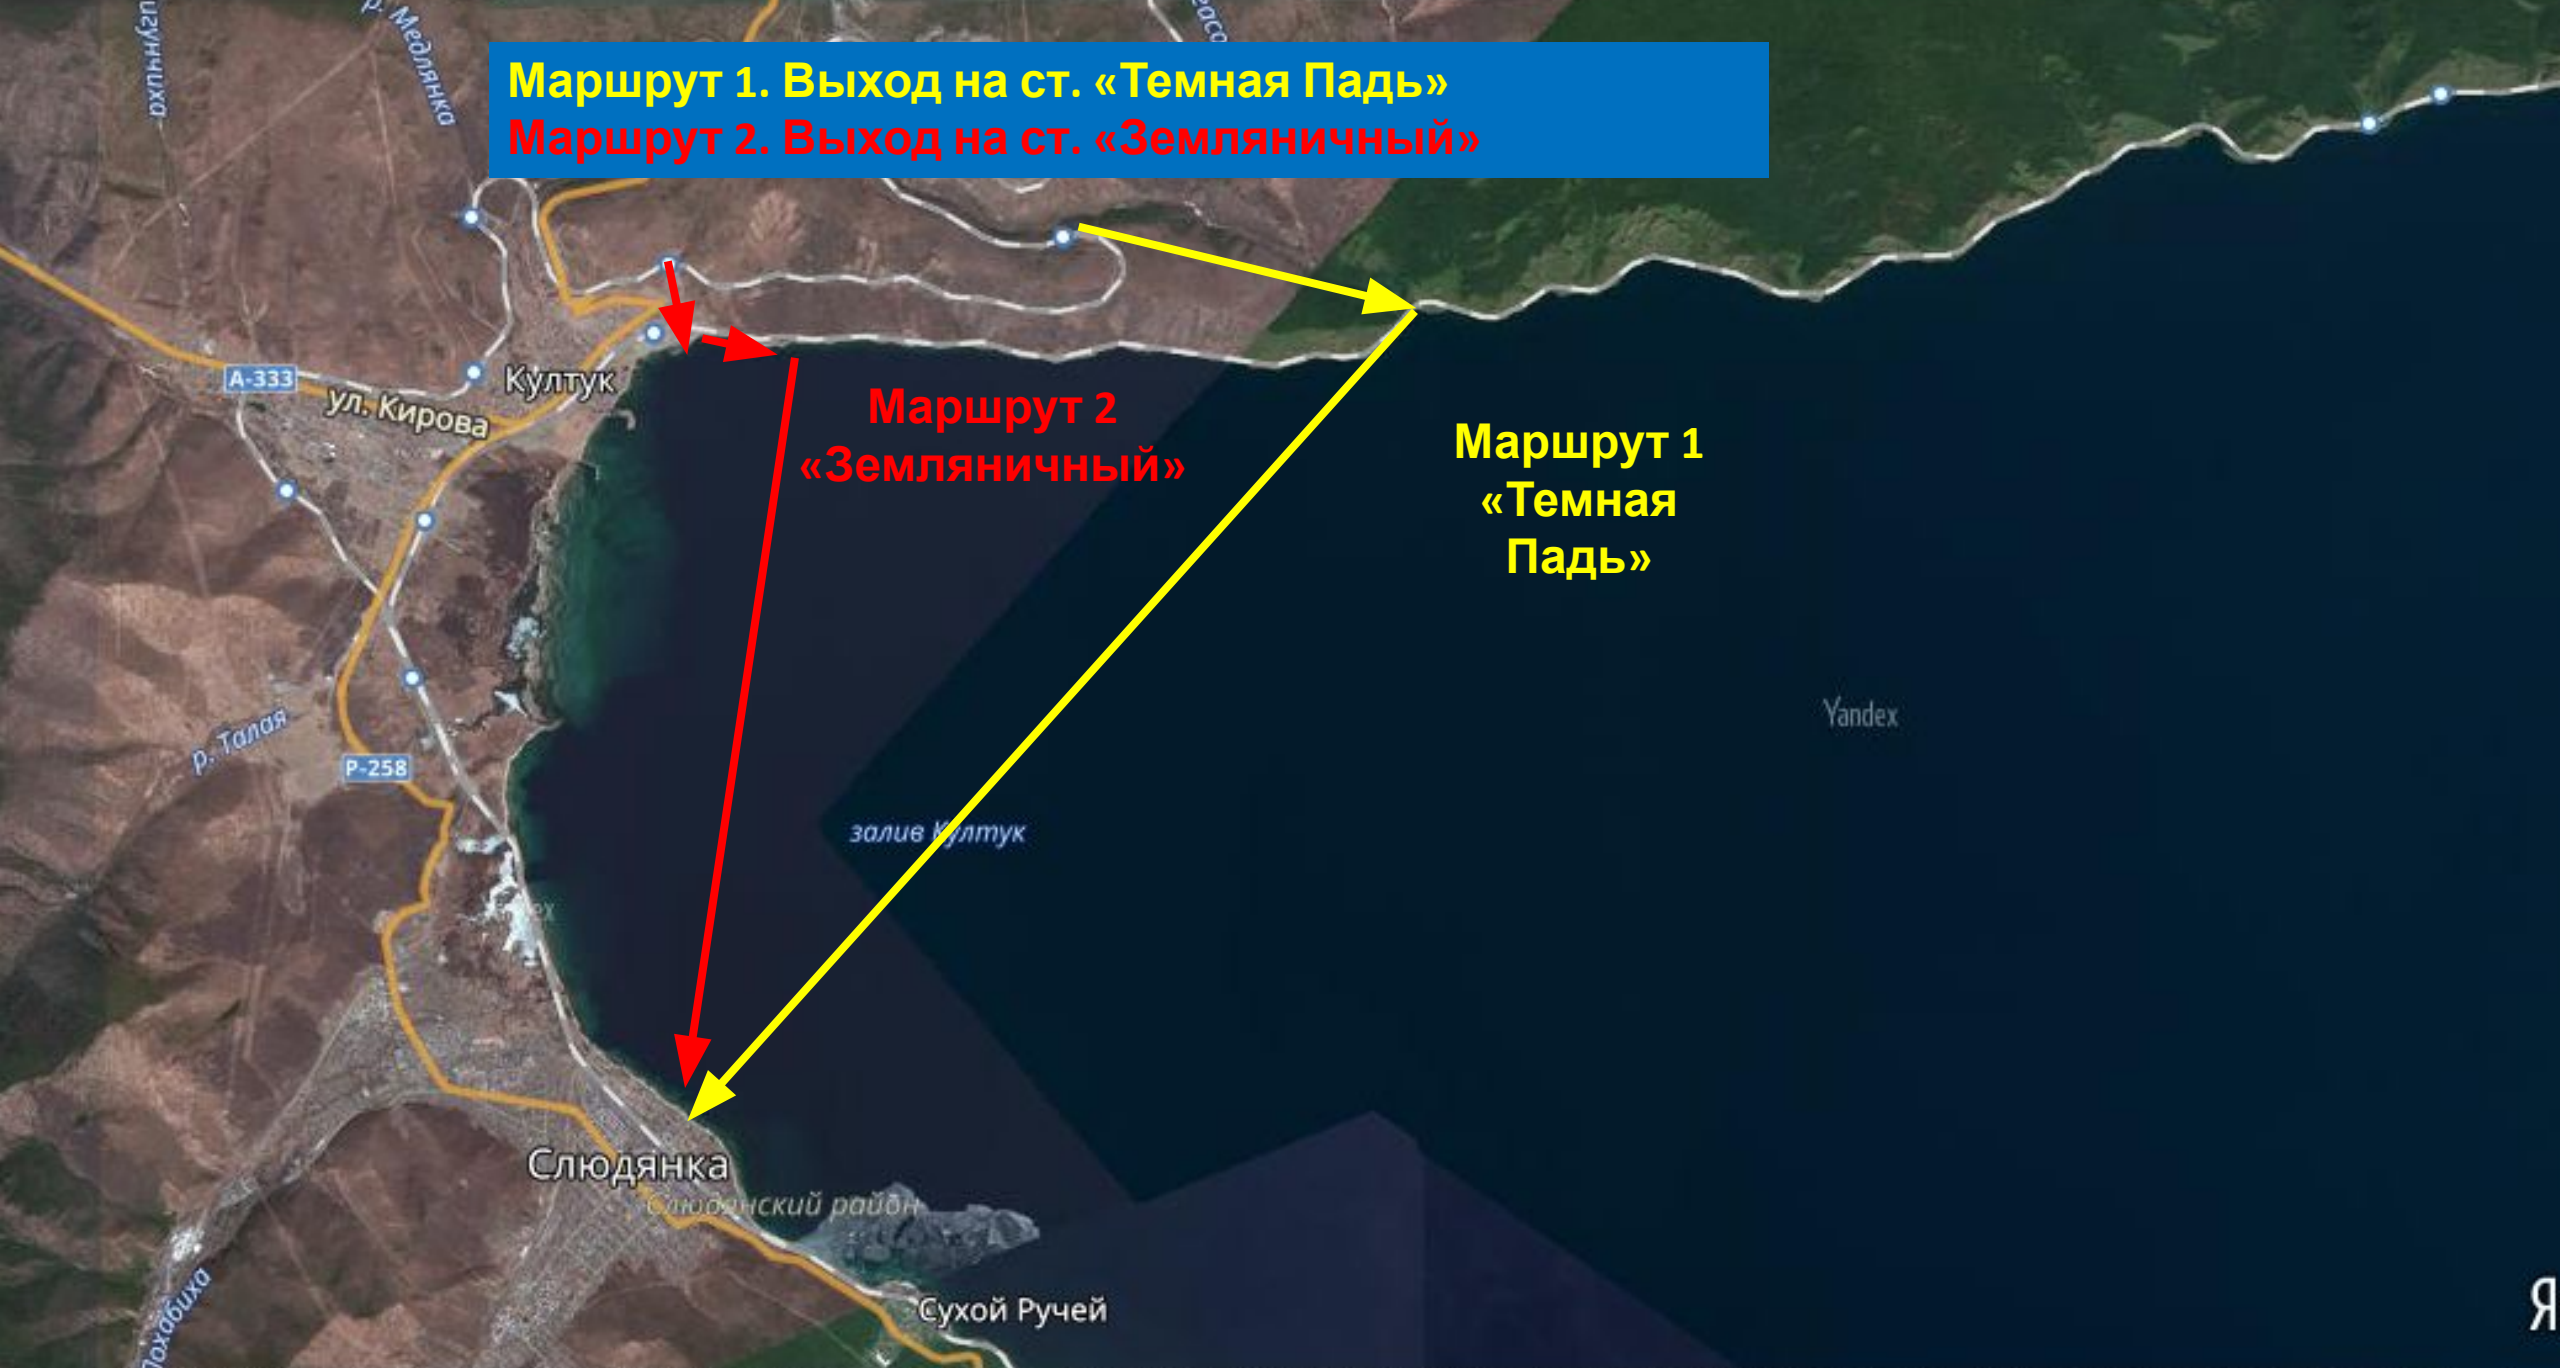 р. Медлянка
Маршрут 1. Выход на ст. «Темная Падь»
Маршрут 2. Выход на ст. «Земляничный»
А-333
Култук
ул. Кирова
Маршрут 2
«Земляничный»
Маршрут 1
«Темная
Падь»
р. Талая
Р-258
Yandex
залив Култук
Слюдянка
Слюдянский район
Сухой Ручей